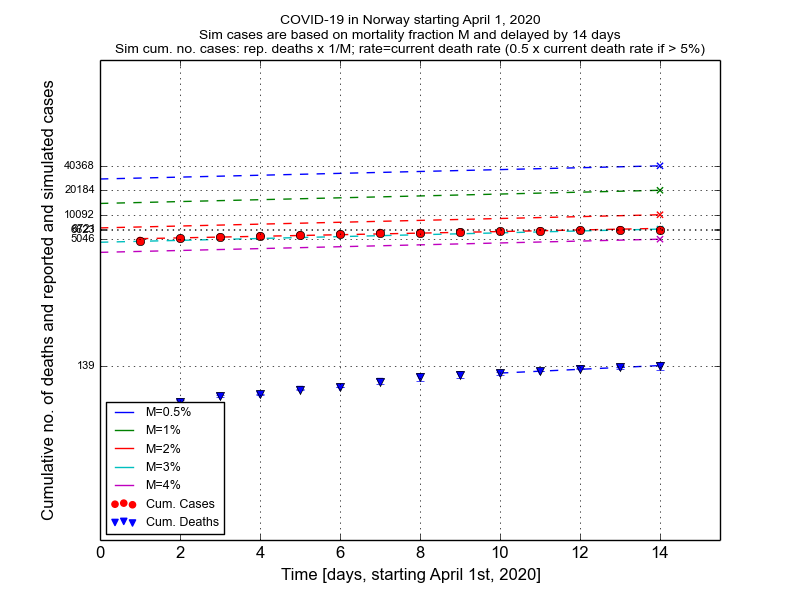 COVID-19 in Norway starting April 1, 2020
Sim cases are based on mortality fraction M and delayed by 14 days
Sim cum. no. cases: rep. deaths x 1/M; rate=current death rate (0.5 x current death rate if > 5%)
Cumulative no. of deaths and reported and simulated cases
40368
20184
10092
5046
139
M=0.5%
M=1%
M=2%
M=3%
M=4%
Cum. Cases
Cum. Deaths
0 2 4 6 8 10 12 14
Time [days, starting April 1st, 2020]